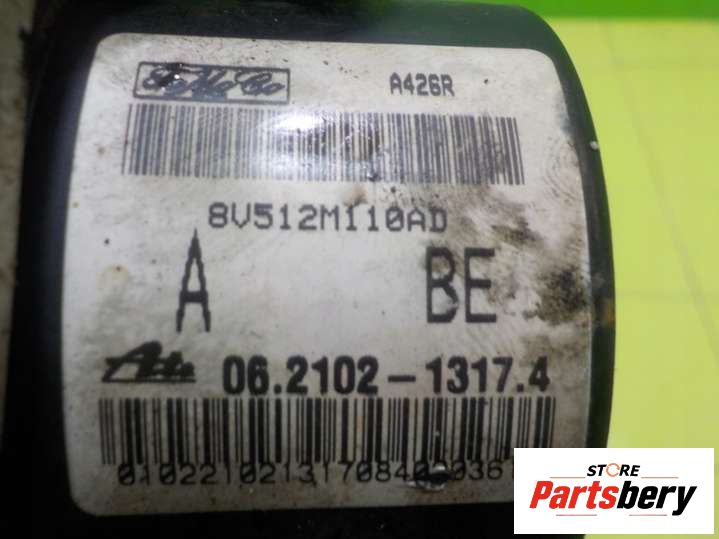 FoMoCo A426R
8V512M110AD
A BE
Ate 06.2102-1317.4
STORE
Partsbery